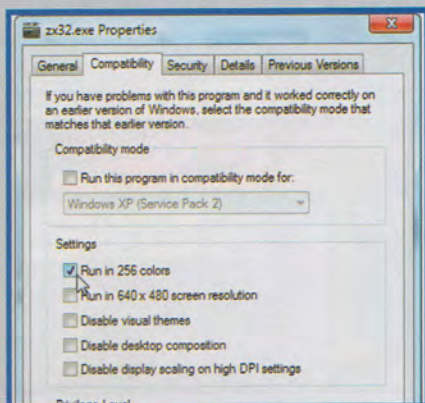 zx32.exe Properties
General Compatibility Security Details Previous Versions
If you have problems with this program and it worked correctly on
an earlier version of Windows, select the compatibility mode that
matches that earlier version.
Compatibility mode
Run this program in compatibility mode for:
Windows XP (Service Pack 2)
Settings
Run in 256 colors
Run in 640 x 480 screen resolution
Disable visual themes
Disable desktop composition
Disable display scaling on high DPI settings
Privilege Level